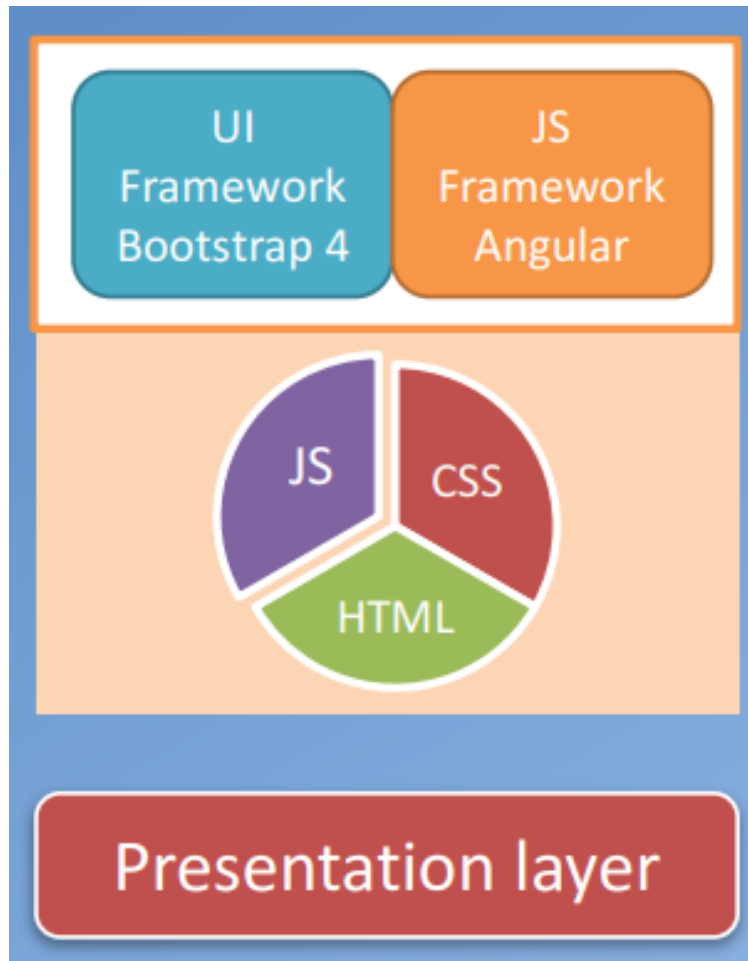 UI
Framework
Bootstrap 4
JS
Framework
Angular
JS
CSS
HTML
Presentation layer